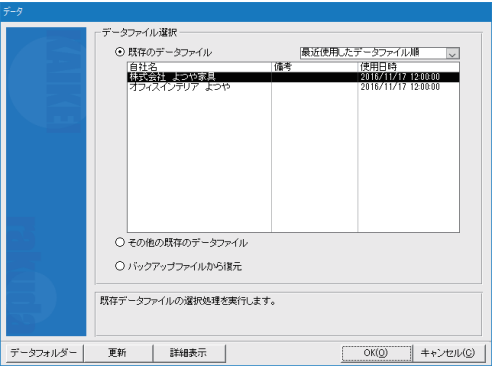 データ
データファイル選択
既存のデータファイル
最近使用したデータファイル順
自社名 備考 使用日時
株式会社 よつや家具 2016/11/17 12:00:00
オフィスインテリア よつや 2016/11/17 12:00:00
その他の既存のデータファイル
バックアップファイルから復元
既存データファイルの選択処理を実行します。
データフォルダー 更新 詳細表示 OK(O) キャンセル(C)
KAIKEI
rakuda